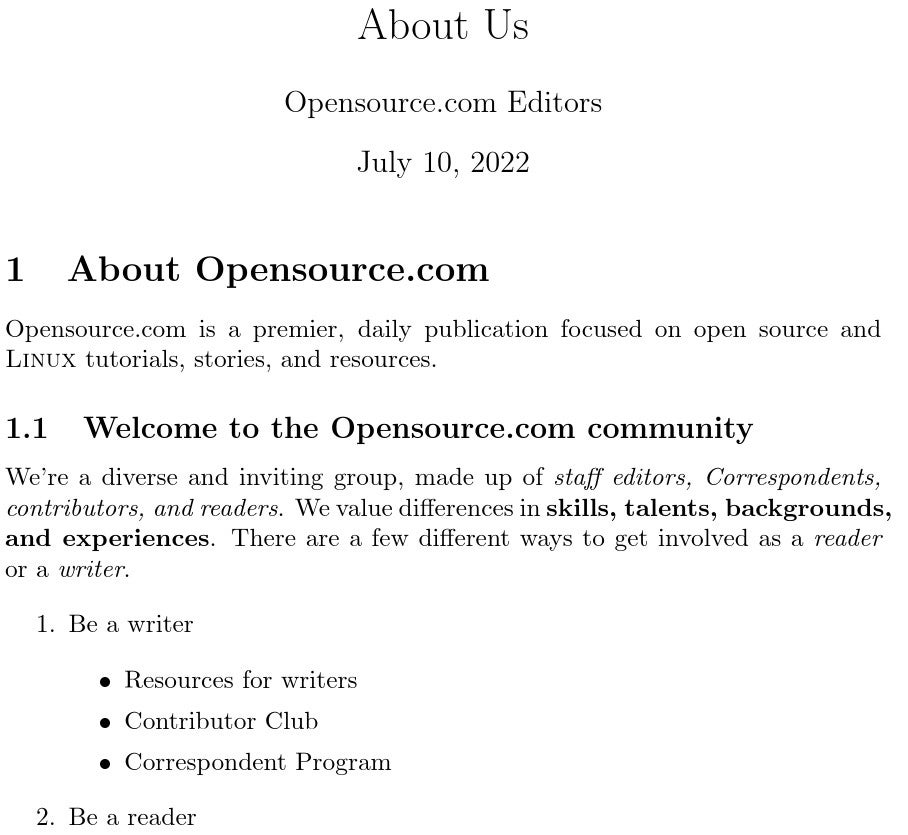 About Us
Opensource.com Editors
July 10, 2022
1 About Opensource.com
Opensource.com is a premier, daily publication focused on open source and
Linux tutorials, stories, and resources.
1.1 Welcome to the Opensource.com community
We're a diverse and inviting group, made up of staff editors, Correspondents,
contributors, and readers. We value differences in skills, talents, backgrounds,
and experiences. There are a few different ways to get involved as a reader
or a writer.
1. Be a writer
• Resources for writers
• Contributor Club
• Correspondent Program
2. Be a reader